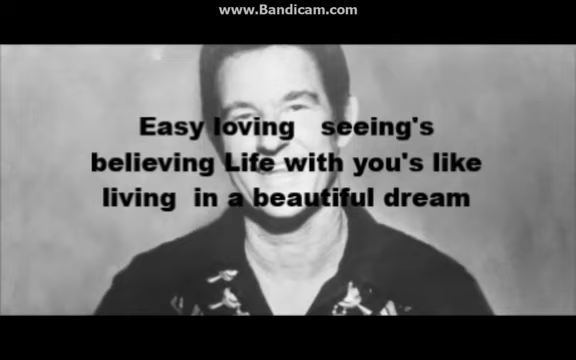 www.Bandicam.com
Easy loving seeing's
believing Life with you's like
living in a beautiful dream